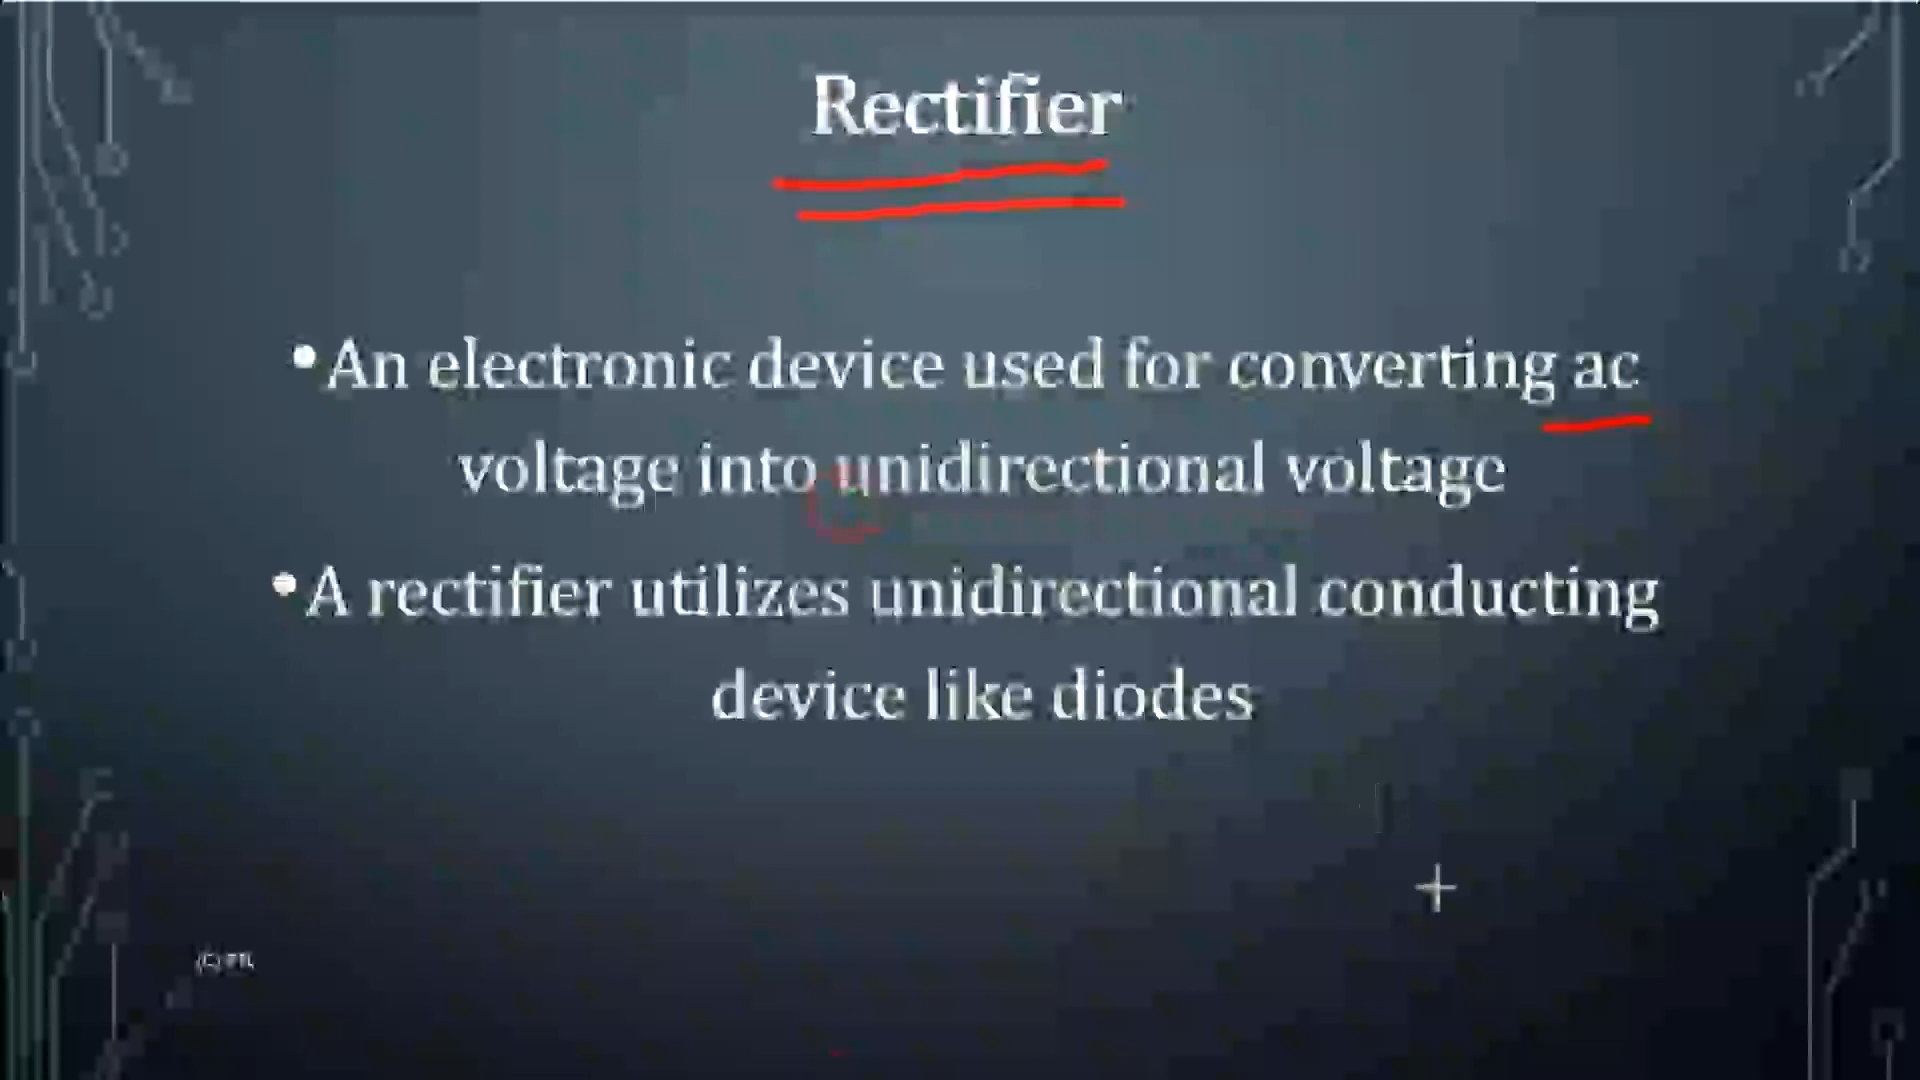 Rectifier
•An electronic device used for converting ac
voltage into unidirectional voltage
•A rectifier utilizes unidirectional conducting
device like diodes